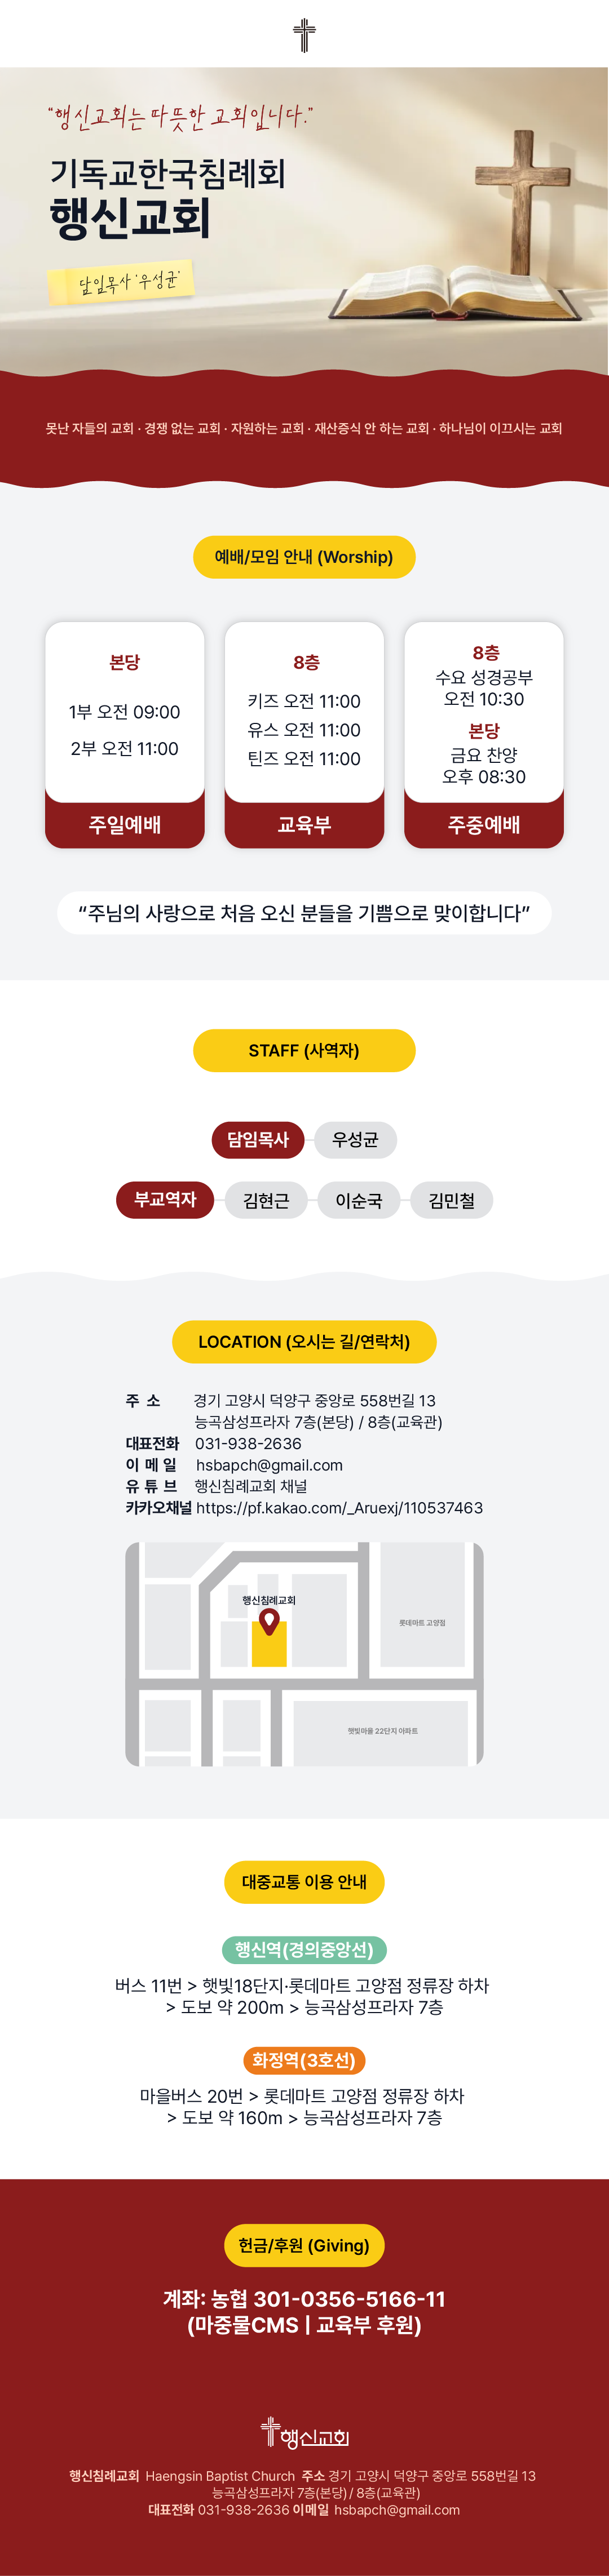 “행신교회는 따뜻한 교회입니다.”
기독교한국침례회
행신교회
담임목사 ‘우성균’
못난 자들의 교회 · 경쟁 없는 교회 · 자원하는 교회 · 재산증식 안 하는 교회 · 하나님이 이끄시는 교회
예배/모임 안내 (Worship)
본당
1부 오전 09:00
2부 오전 11:00
주일예배
8층
키즈 오전 11:00
유스 오전 11:00
틴즈 오전 11:00
교육부
8층
수요 성경공부
오전 10:30
본당
금요 찬양
오후 08:30
주중예배
“주님의 사랑으로 처음 오신 분들을 기쁨으로 맞이합니다”
STAFF (사역자)
담임목사 우성균
부교역자 김현근 이순국 김민철
LOCATION (오시는 길/연락처)
주 소 경기 고양시 덕양구 중앙로 558번길 13
능곡삼성프라자 7층(본당) / 8층(교육관)
대표전화 031-938-2636
이 메 일 hsbapch@gmail.com
유 튜 브 행신침례교회 채널
카카오채널 https://pf.kakao.com/_Aruexj/110537463
행신침례교회
롯데마트 고양점
햇빛마을 22단지 아파트
대중교통 이용 안내
행신역(경의중앙선)
버스 11번 > 햇빛18단지·롯데마트 고양점 정류장 하차
> 도보 약 200m > 능곡삼성프라자 7층
화정역(3호선)
마을버스 20번 > 롯데마트 고양점 정류장 하차
> 도보 약 160m > 능곡삼성프라자 7층
헌금/후원 (Giving)
계좌: 농협 301-0356-5166-11
(마중물CMS | 교육부 후원)
행신교회
행신침례교회 Haengsin Baptist Church 주소 경기 고양시 덕양구 중앙로 558번길 13
능곡삼성프라자 7층(본당) / 8층(교육관)
대표전화 031-938-2636 이메일 hsbapch@gmail.com